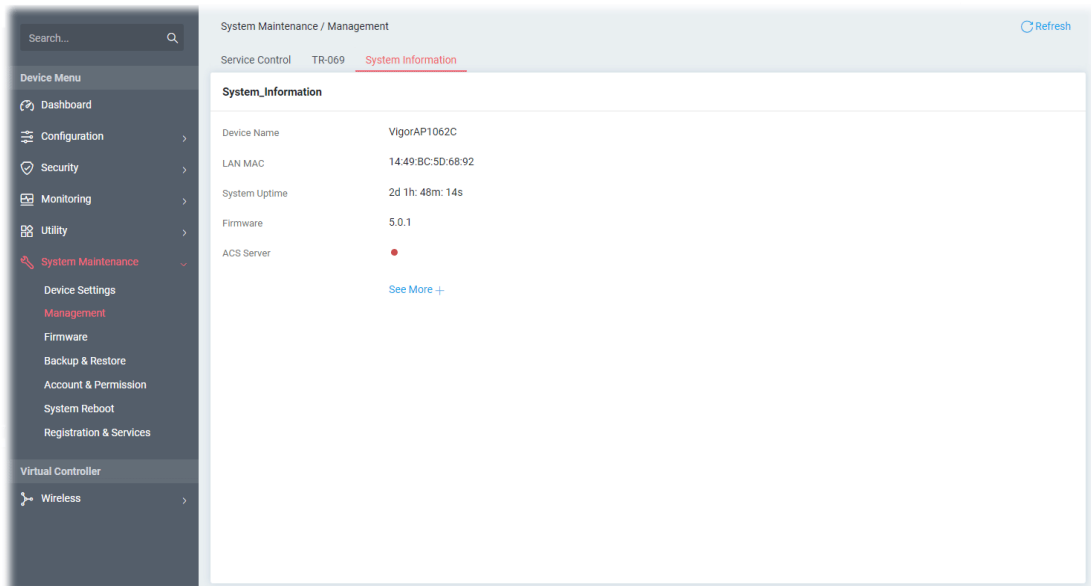 Search...
Device Menu
Dashboard
Configuration
Security
Monitoring
Utility
System Maintenance
Device Settings
Management
Firmware
Backup & Restore
Account & Permission
System Reboot
Registration & Services
Virtual Controller
Wireless
System Maintenance / Management
Refresh
Service Control TR-069 System Information
System_Information
Device Name VigorAP1062C
LAN MAC 14:49:BC:5D:68:92
System Uptime 2d 1h: 48m: 14s
Firmware 5.0.1
ACS Server
See More +